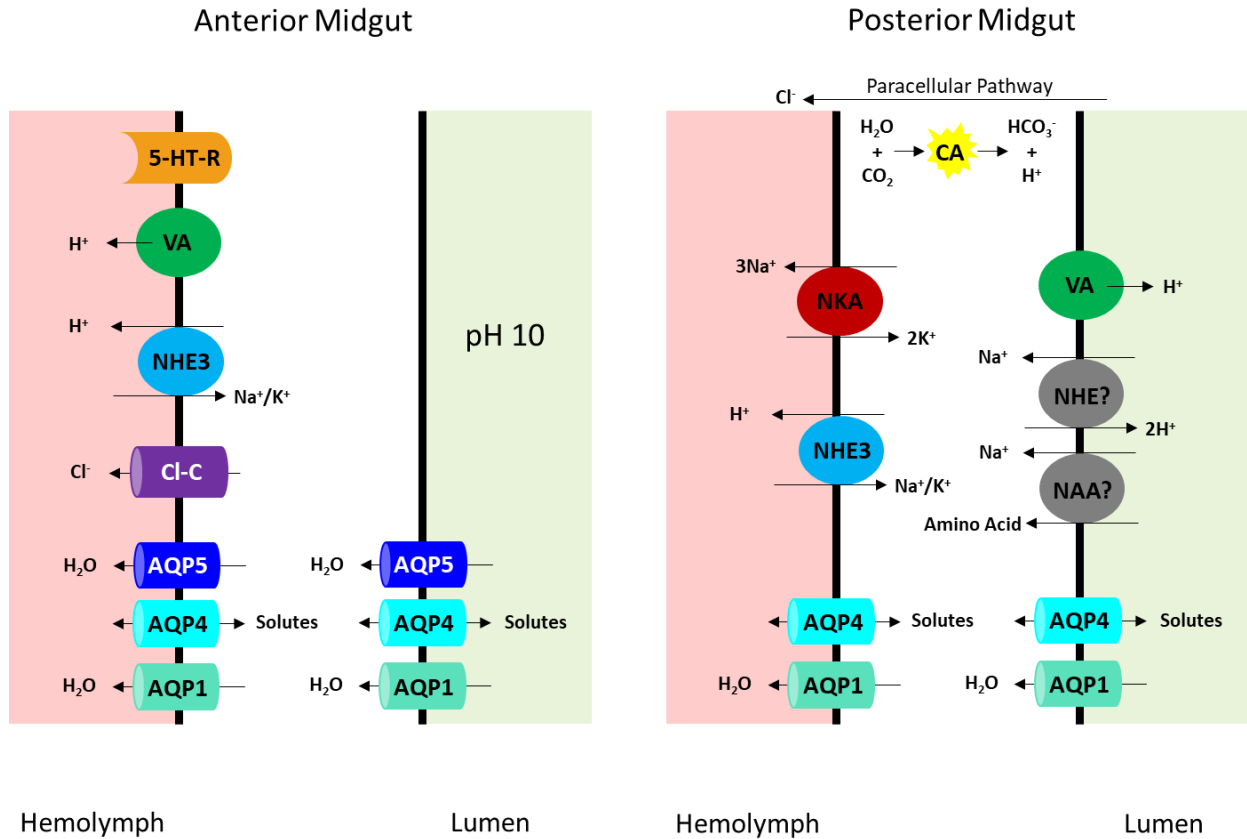 Anterior Midgut
5-HT-R
H⁺
VA
H⁺
NHE3
Na⁺/K⁺
pH 10
Cl⁻
Cl-C
H₂O
AQP5
H₂O
AQP5
AQP4
Solutes
AQP4
Solutes
H₂O
AQP1
H₂O
AQP1
Hemolymph
Lumen
Posterior Midgut
Paracellular Pathway
Cl⁻
H₂O
+
CO₂
CA
HCO₃⁻
+
H⁺
3Na⁺
NKA
2K⁺
VA
H⁺
Na⁺
NHE?
2H⁺
H⁺
NHE3
Na⁺/K⁺
Na⁺
NAA?
Amino Acid
AQP4
Solutes
AQP4
Solutes
H₂O
AQP1
H₂O
AQP1
Hemolymph
Lumen